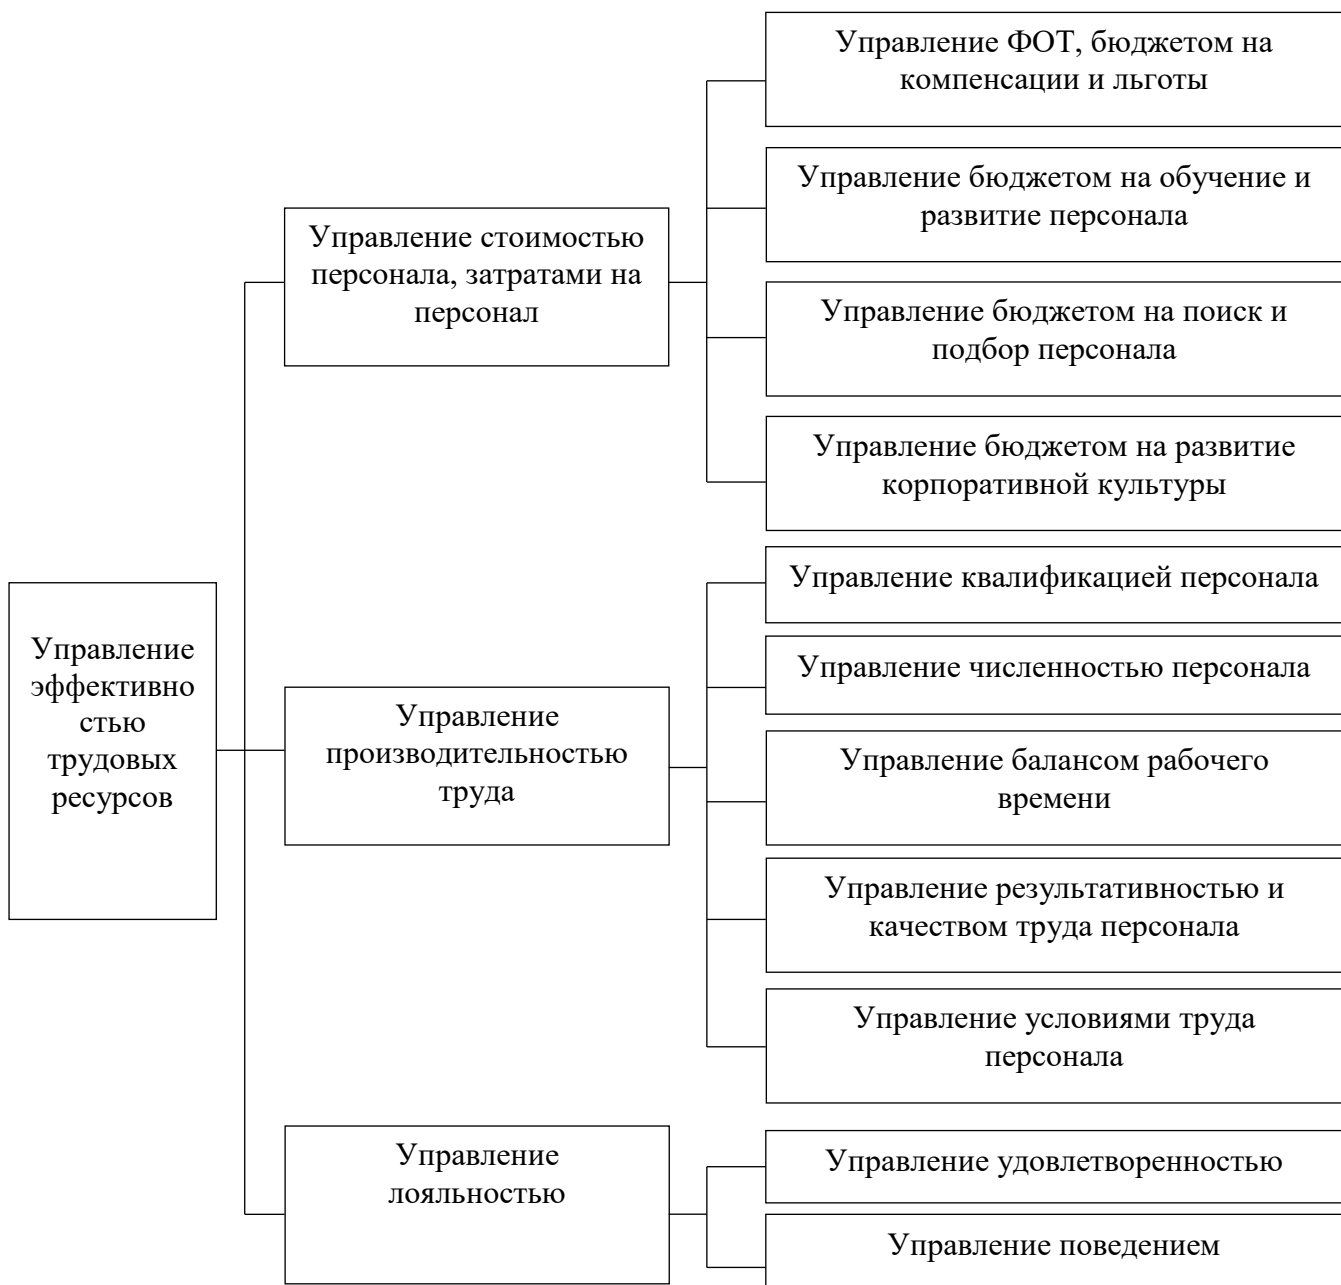 Управление ФОТ, бюджетом на
компенсации и льготы
Управление бюджетом на обучение и
развитие персонала
Управление стоимостью
персонала, затратами на
персонал
Управление бюджетом на поиск и
подбор персонала
Управление бюджетом на развитие
корпоративной культуры
Управление
эффективно
стью
трудовых
ресурсов
Управление квалификацией персонала
Управление численностью персонала
Управление
производительностью
труда
Управление балансом рабочего
времени
Управление результативностью и
качеством труда персонала
Управление условиями труда
персонала
Управление
лояльностью
Управление удовлетворенностью
Управление поведением